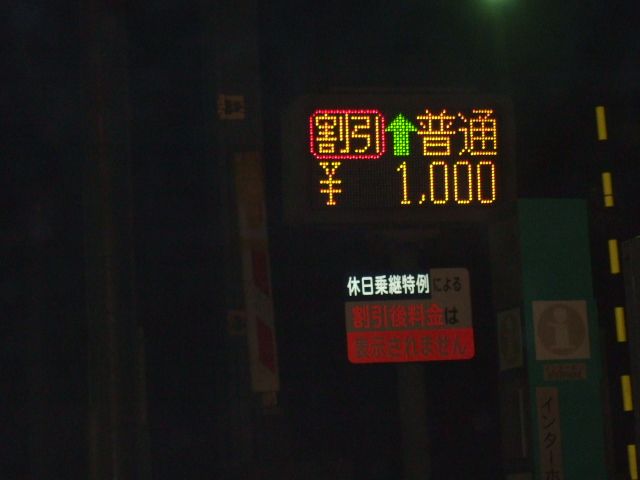 割引 ↑ 普通
¥ 1,000
休日乗継特例による
割引後料金は
表示されません
i
インターホ